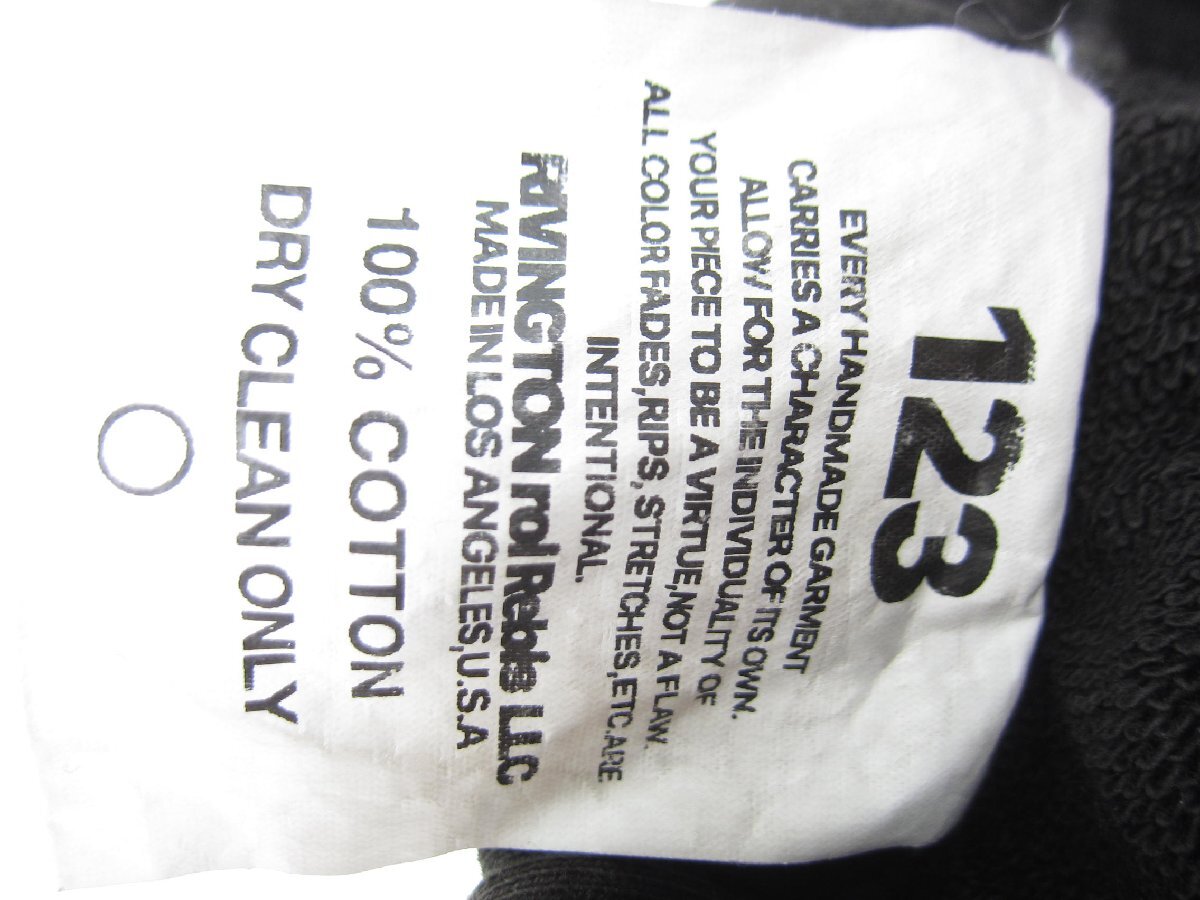 123
EVERY HANDMADE GARMENT
CARRIES A CHARACTER OF ITS OWN.
ALLOW FOR THE INDIVIDUALITY OF
YOUR PIECE TO BE A VIRTUE,NOT A FLAW.
ALL COLOR FADES,RIPS, STRETCHES,ETC.ARE
INTENTIONAL.
RIVINGTON roi Rebis LLC
MADE IN LOS ANGELES,U.S.A
100% COTTON
DRY CLEAN ONLY